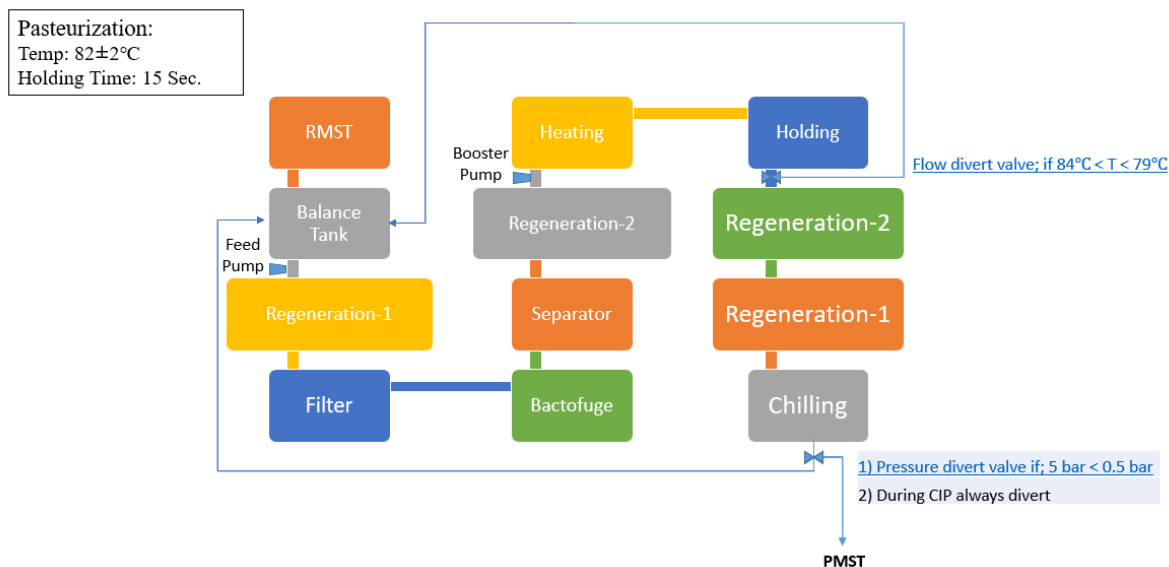 Pasteurization:
Temp: 82±2℃
Holding Time: 15 Sec.
RMST
Balance
Tank
Feed
Pump
Regeneration-1
Filter
Heating
Booster
Pump
Regeneration-2
Separator
Bactofuge
Holding
Flow divert valve; if 84℃ < T < 79℃
Regeneration-2
Regeneration-1
Chilling
1) Pressure divert valve if; 5 bar < 0.5 bar
2) During CIP always divert
PMST